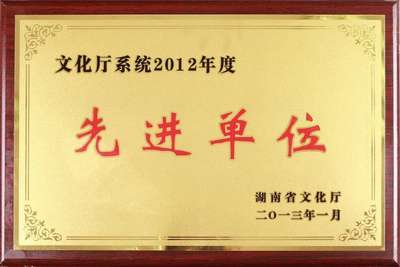 文化厅系统2012年度
先进单位
湖南省文化厅
二〇一三年一月